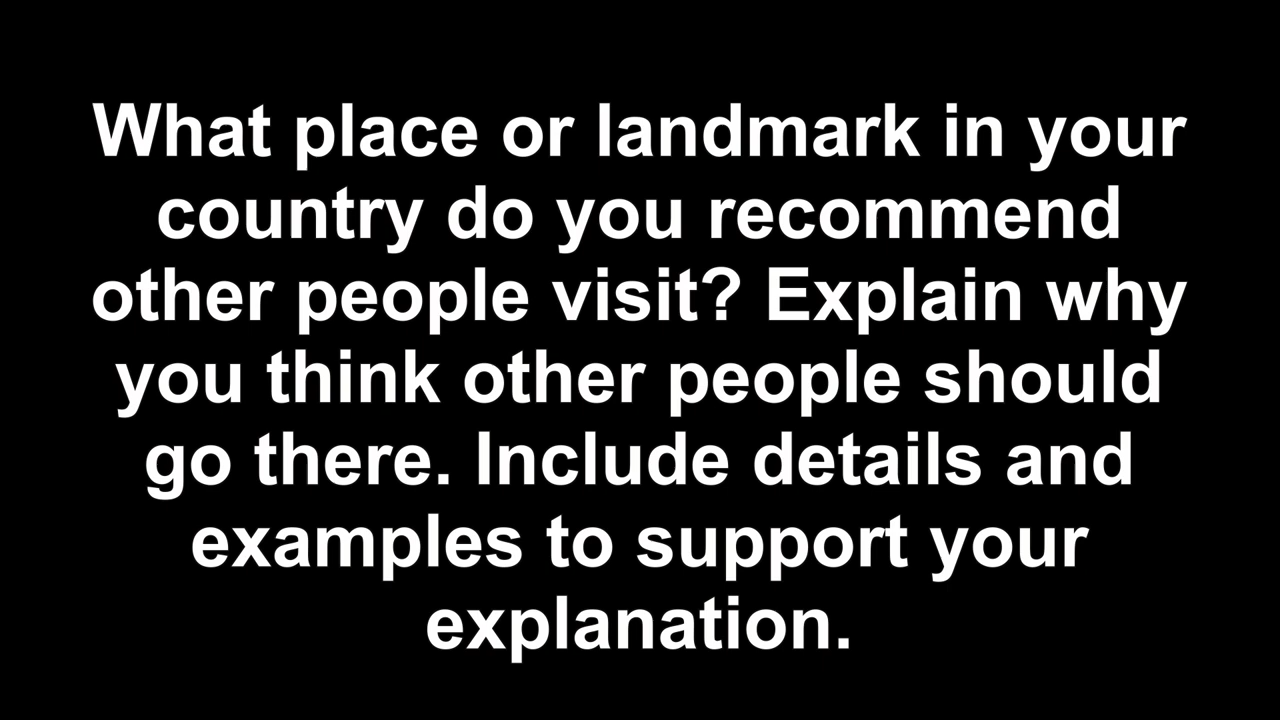 What place or landmark in your
country do you recommend
other people visit? Explain why
you think other people should
go there. Include details and
examples to support your
explanation.